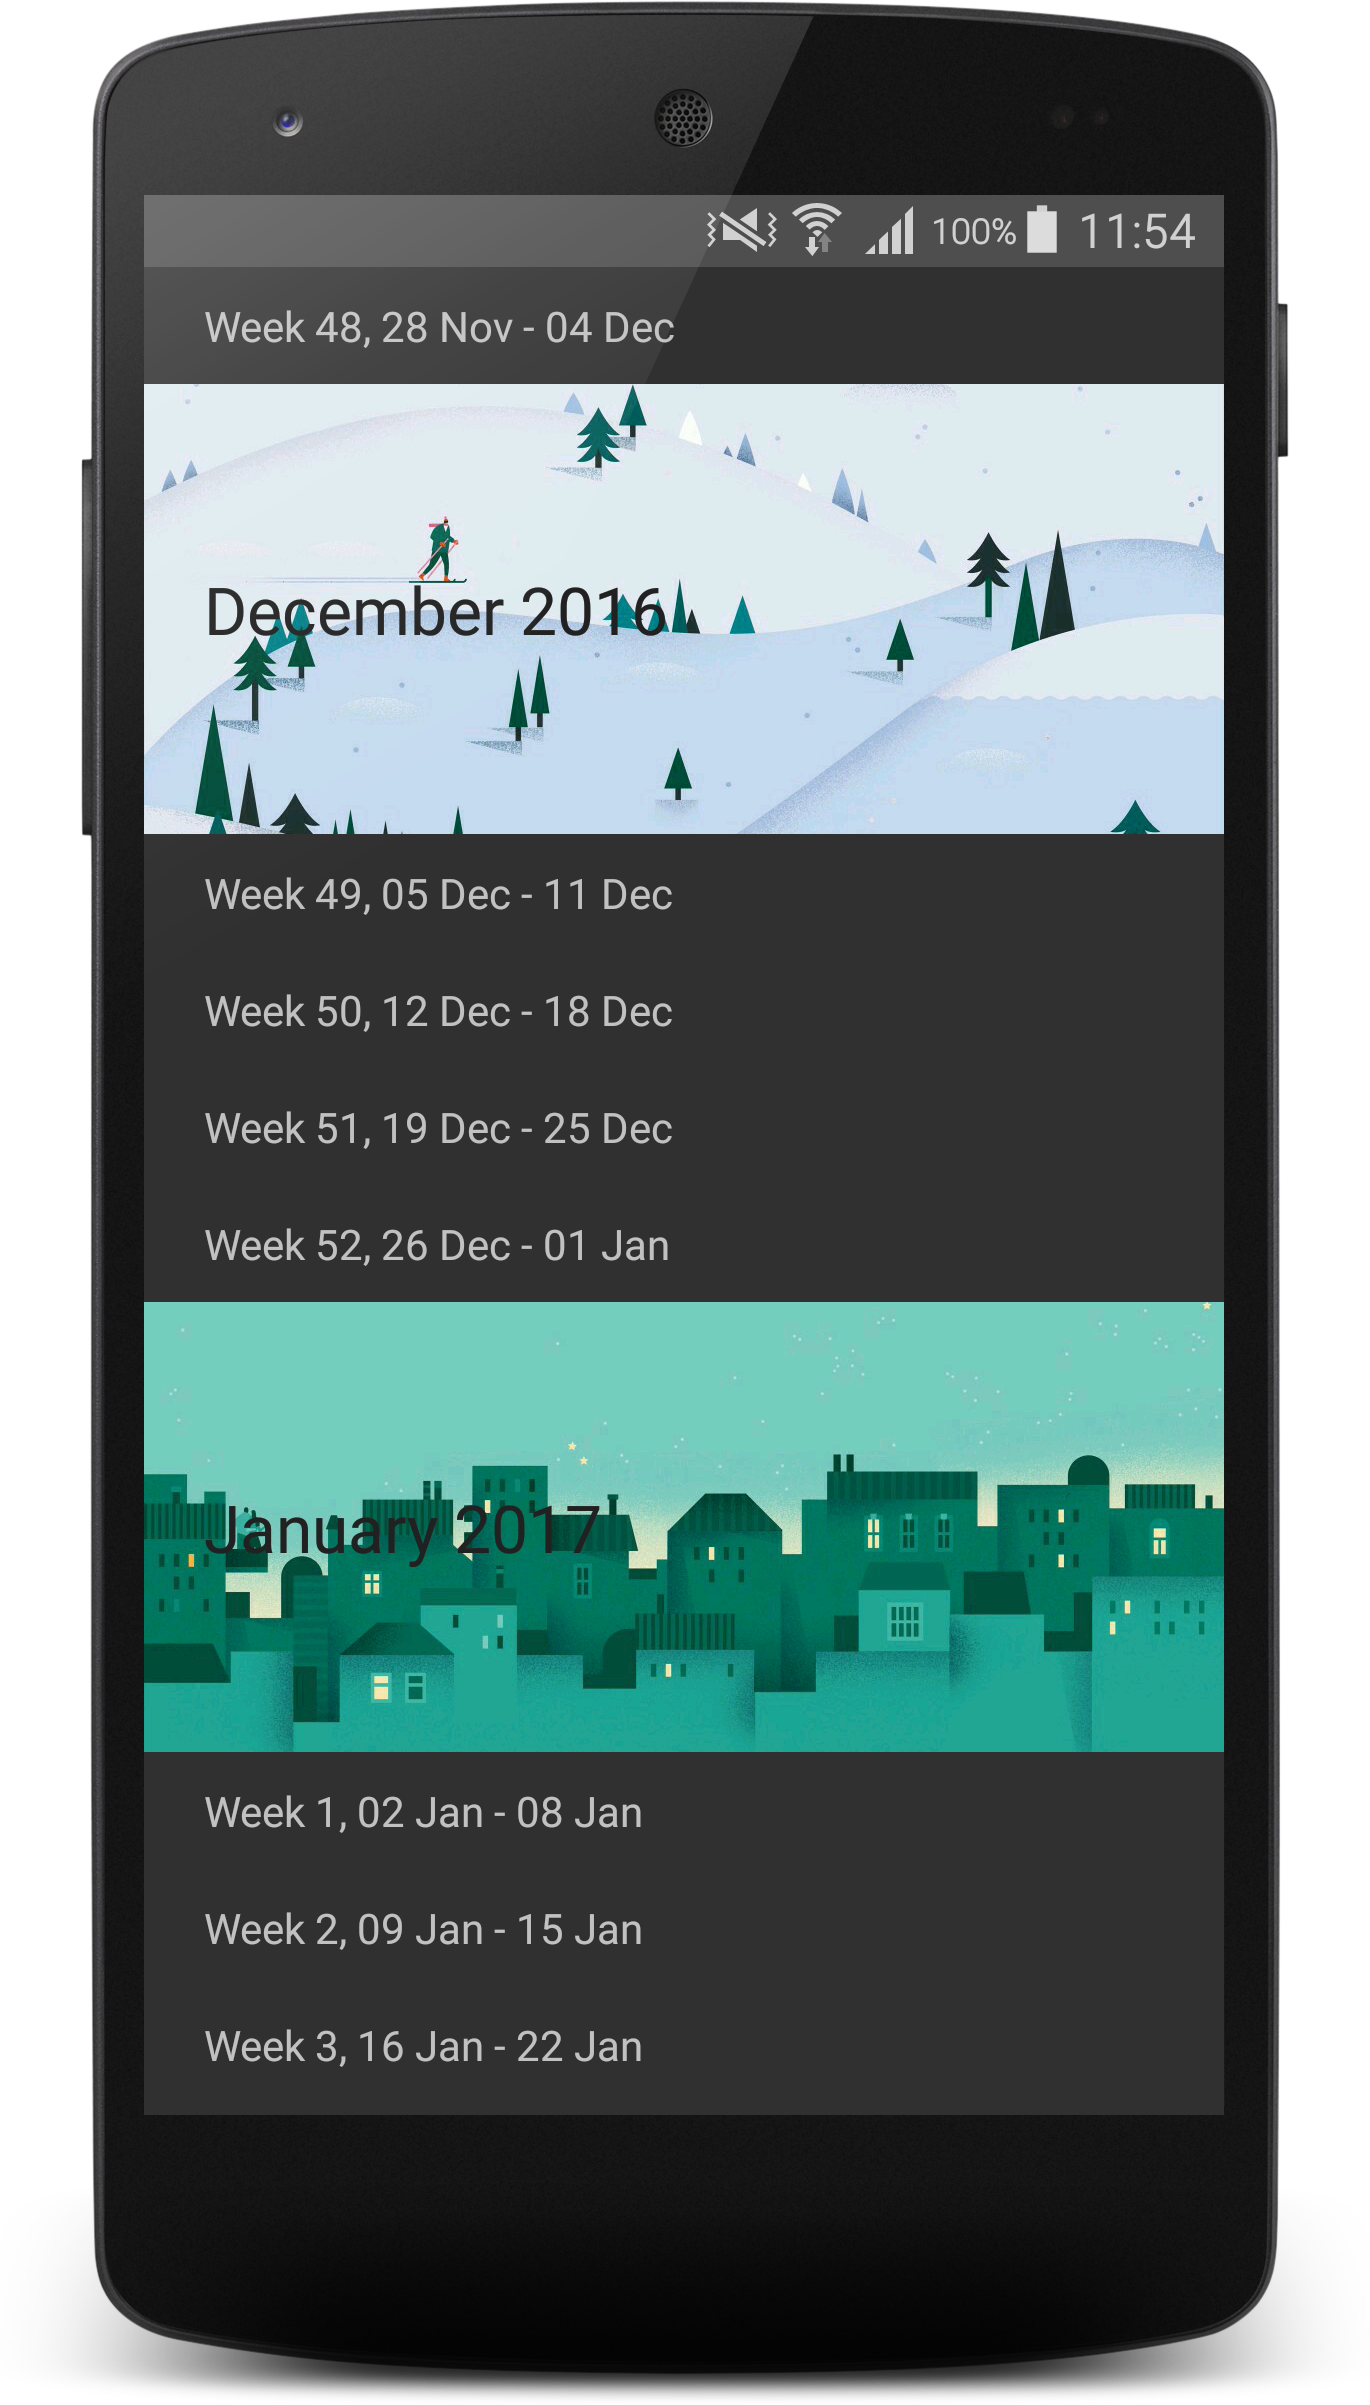 100% 11:54
Week 48, 28 Nov - 04 Dec
December 2016
Week 49, 05 Dec - 11 Dec
Week 50, 12 Dec - 18 Dec
Week 51, 19 Dec - 25 Dec
Week 52, 26 Dec - 01 Jan
January 2017
Week 1, 02 Jan - 08 Jan
Week 2, 09 Jan - 15 Jan
Week 3, 16 Jan - 22 Jan